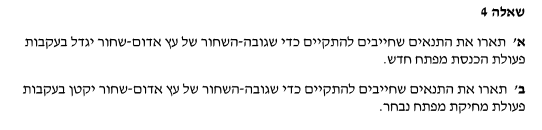 שאלה 4
א' תארו את התנאים שחייבים להתקיים כדי שגובה-השחור של עץ אדום-שחור יגדל בעקבות
פעולת הכנסת מפתח חדש.
ב' תארו את התנאים שחייבים להתקיים כדי שגובה-השחור של עץ אדום-שחור יקטן בעקבות
פעולת מחיקת מפתח נבחר.